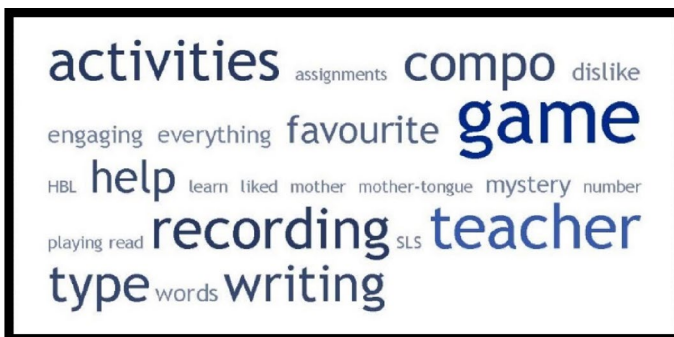 activities assignments compo dislike
engaging everything favourite game
HBL help learn liked mother mother-tongue mystery number
playing read recording SLS teacher
type words writing